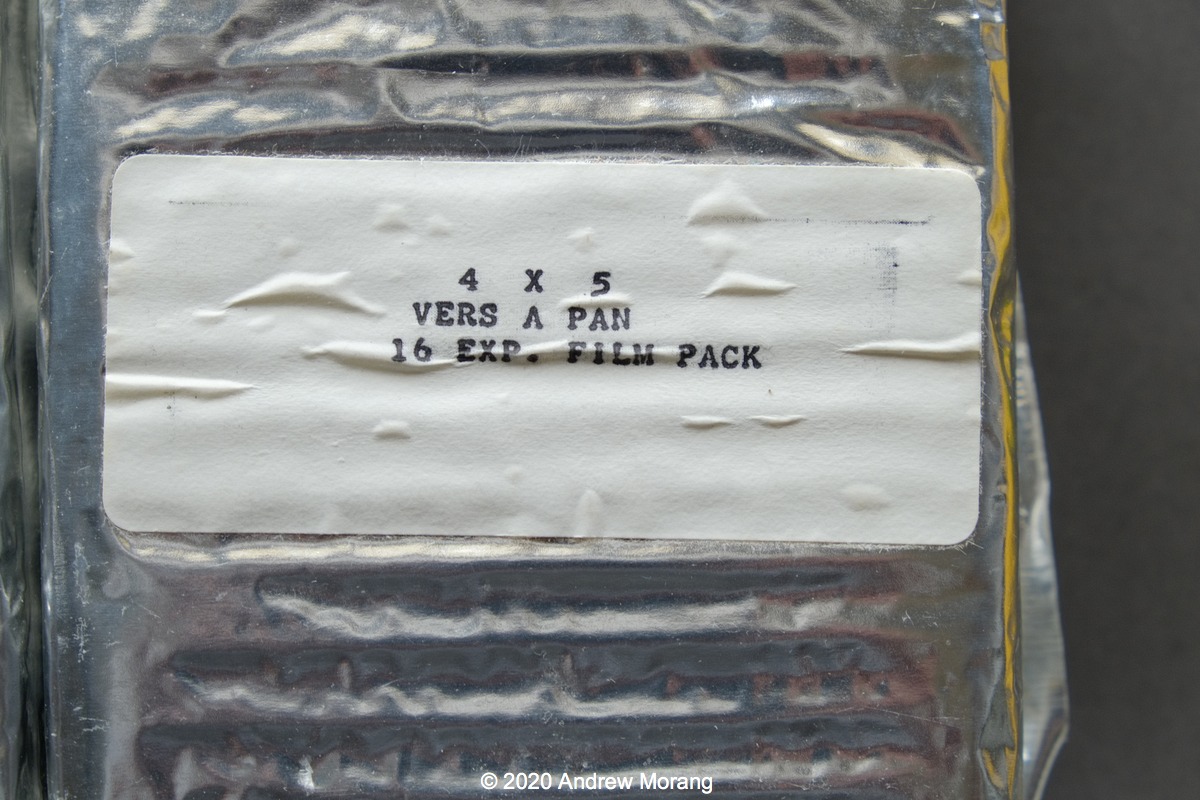 4 X 5
VERS A PAN
16 EXP. FILM PACK
© 2020 Andrew Morang